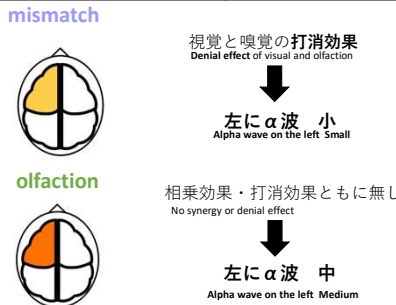 mismatch
視覚と嗅覚の打消効果
Denial effect of visual and olfaction
左にα波 小
Alpha wave on the left Small
olfaction
相乗効果・打消効果ともに無し
No synergy or denial effect
左にα波 中
Alpha wave on the left Medium